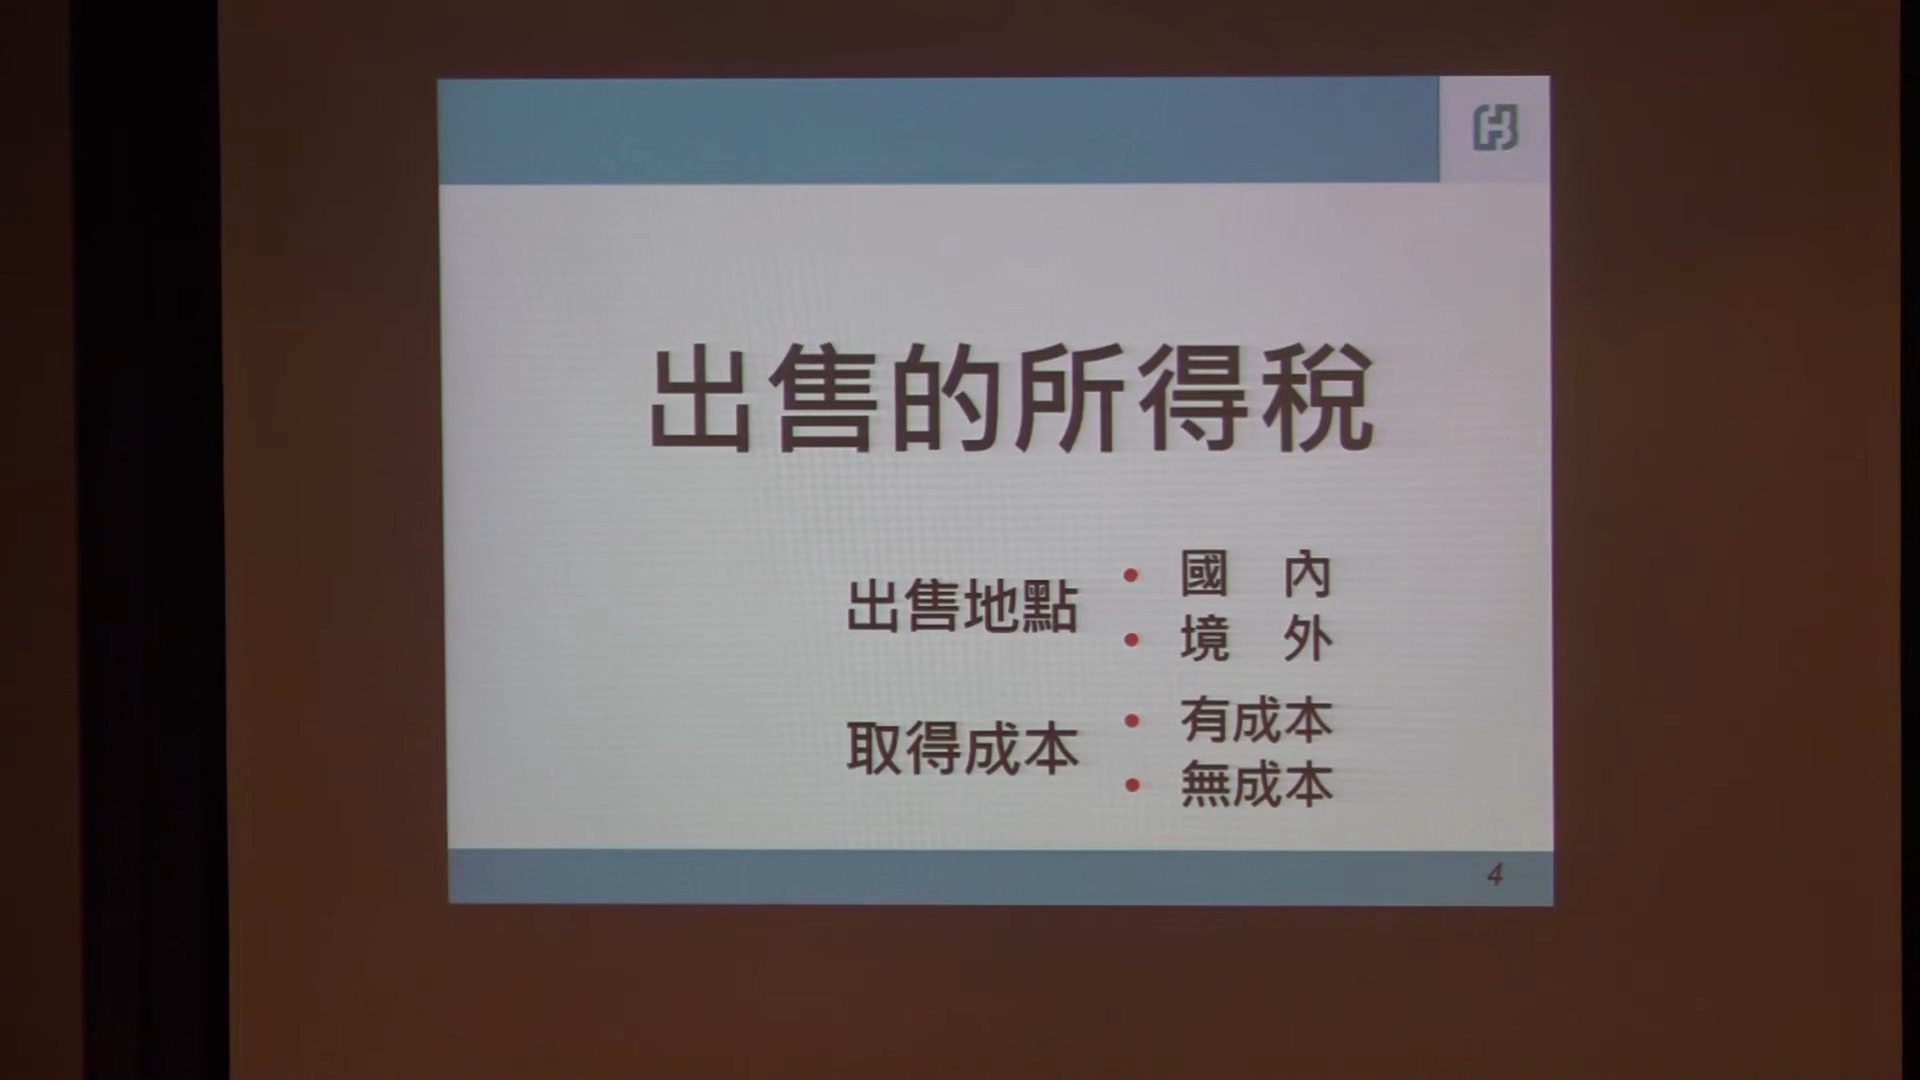 出售的所得稅
出售地點
• 國　內
• 境　外
取得成本
• 有成本
• 無成本
4